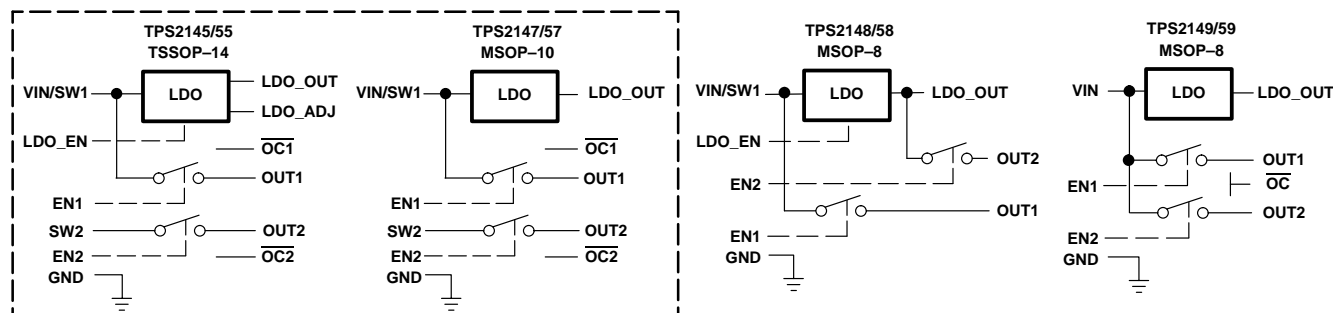 TPS2145/55
TSSOP–14
VIN/SW1
LDO
LDO_OUT
LDO_ADJ
LDO_EN
OC1
OUT1
EN1
SW2
OUT2
EN2
OC2
GND
TPS2147/57
MSOP–10
VIN/SW1
LDO
LDO_OUT
OC1
OUT1
EN1
SW2
OUT2
EN2
OC2
GND
TPS2148/58
MSOP–8
VIN/SW1
LDO
LDO_OUT
LDO_EN
OUT2
EN2
OUT1
EN1
GND
TPS2149/59
MSOP–8
VIN
LDO
LDO_OUT
OUT1
EN1
OC
OUT2
EN2
GND